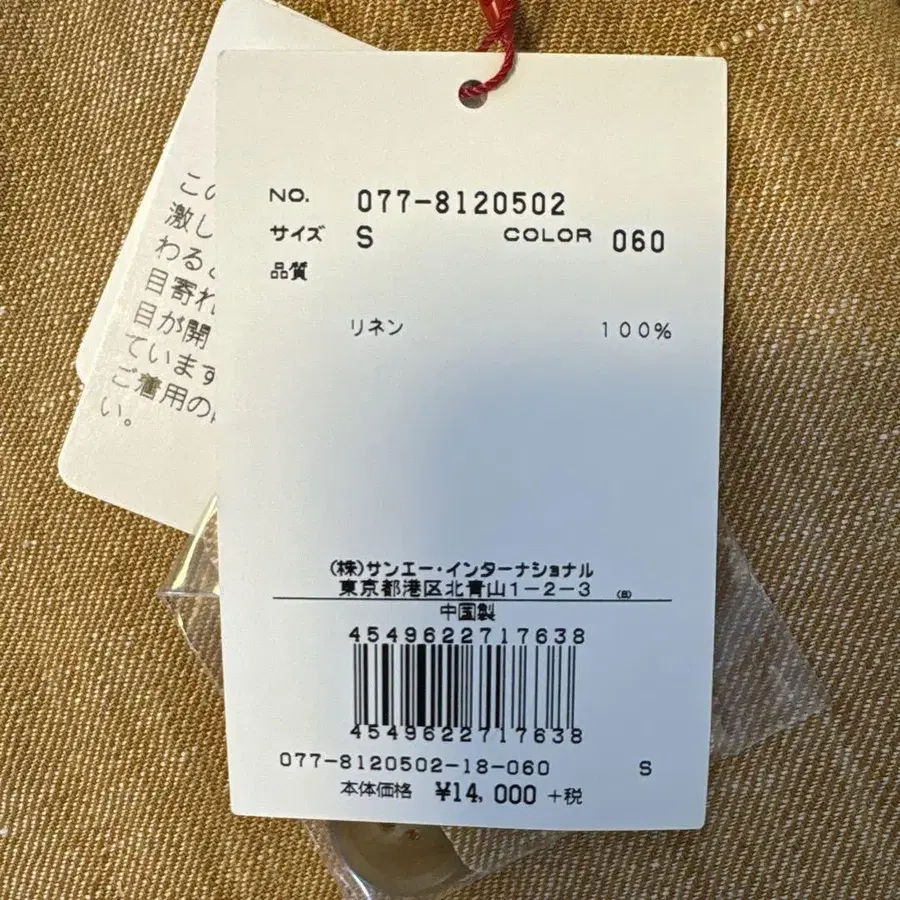 NO. 077-8120502
サイズ S COLOR 060
品質
リネン 100%
(株)サンエー・インターナショナル
東京都港区北青山1-2-3
中国製
4549622717638
4549622717638
077-8120502-18-060 S
本体価格 ¥14,000 +税
この
激し
わると
目寄れ
目が開
ています
ご着用の
い。